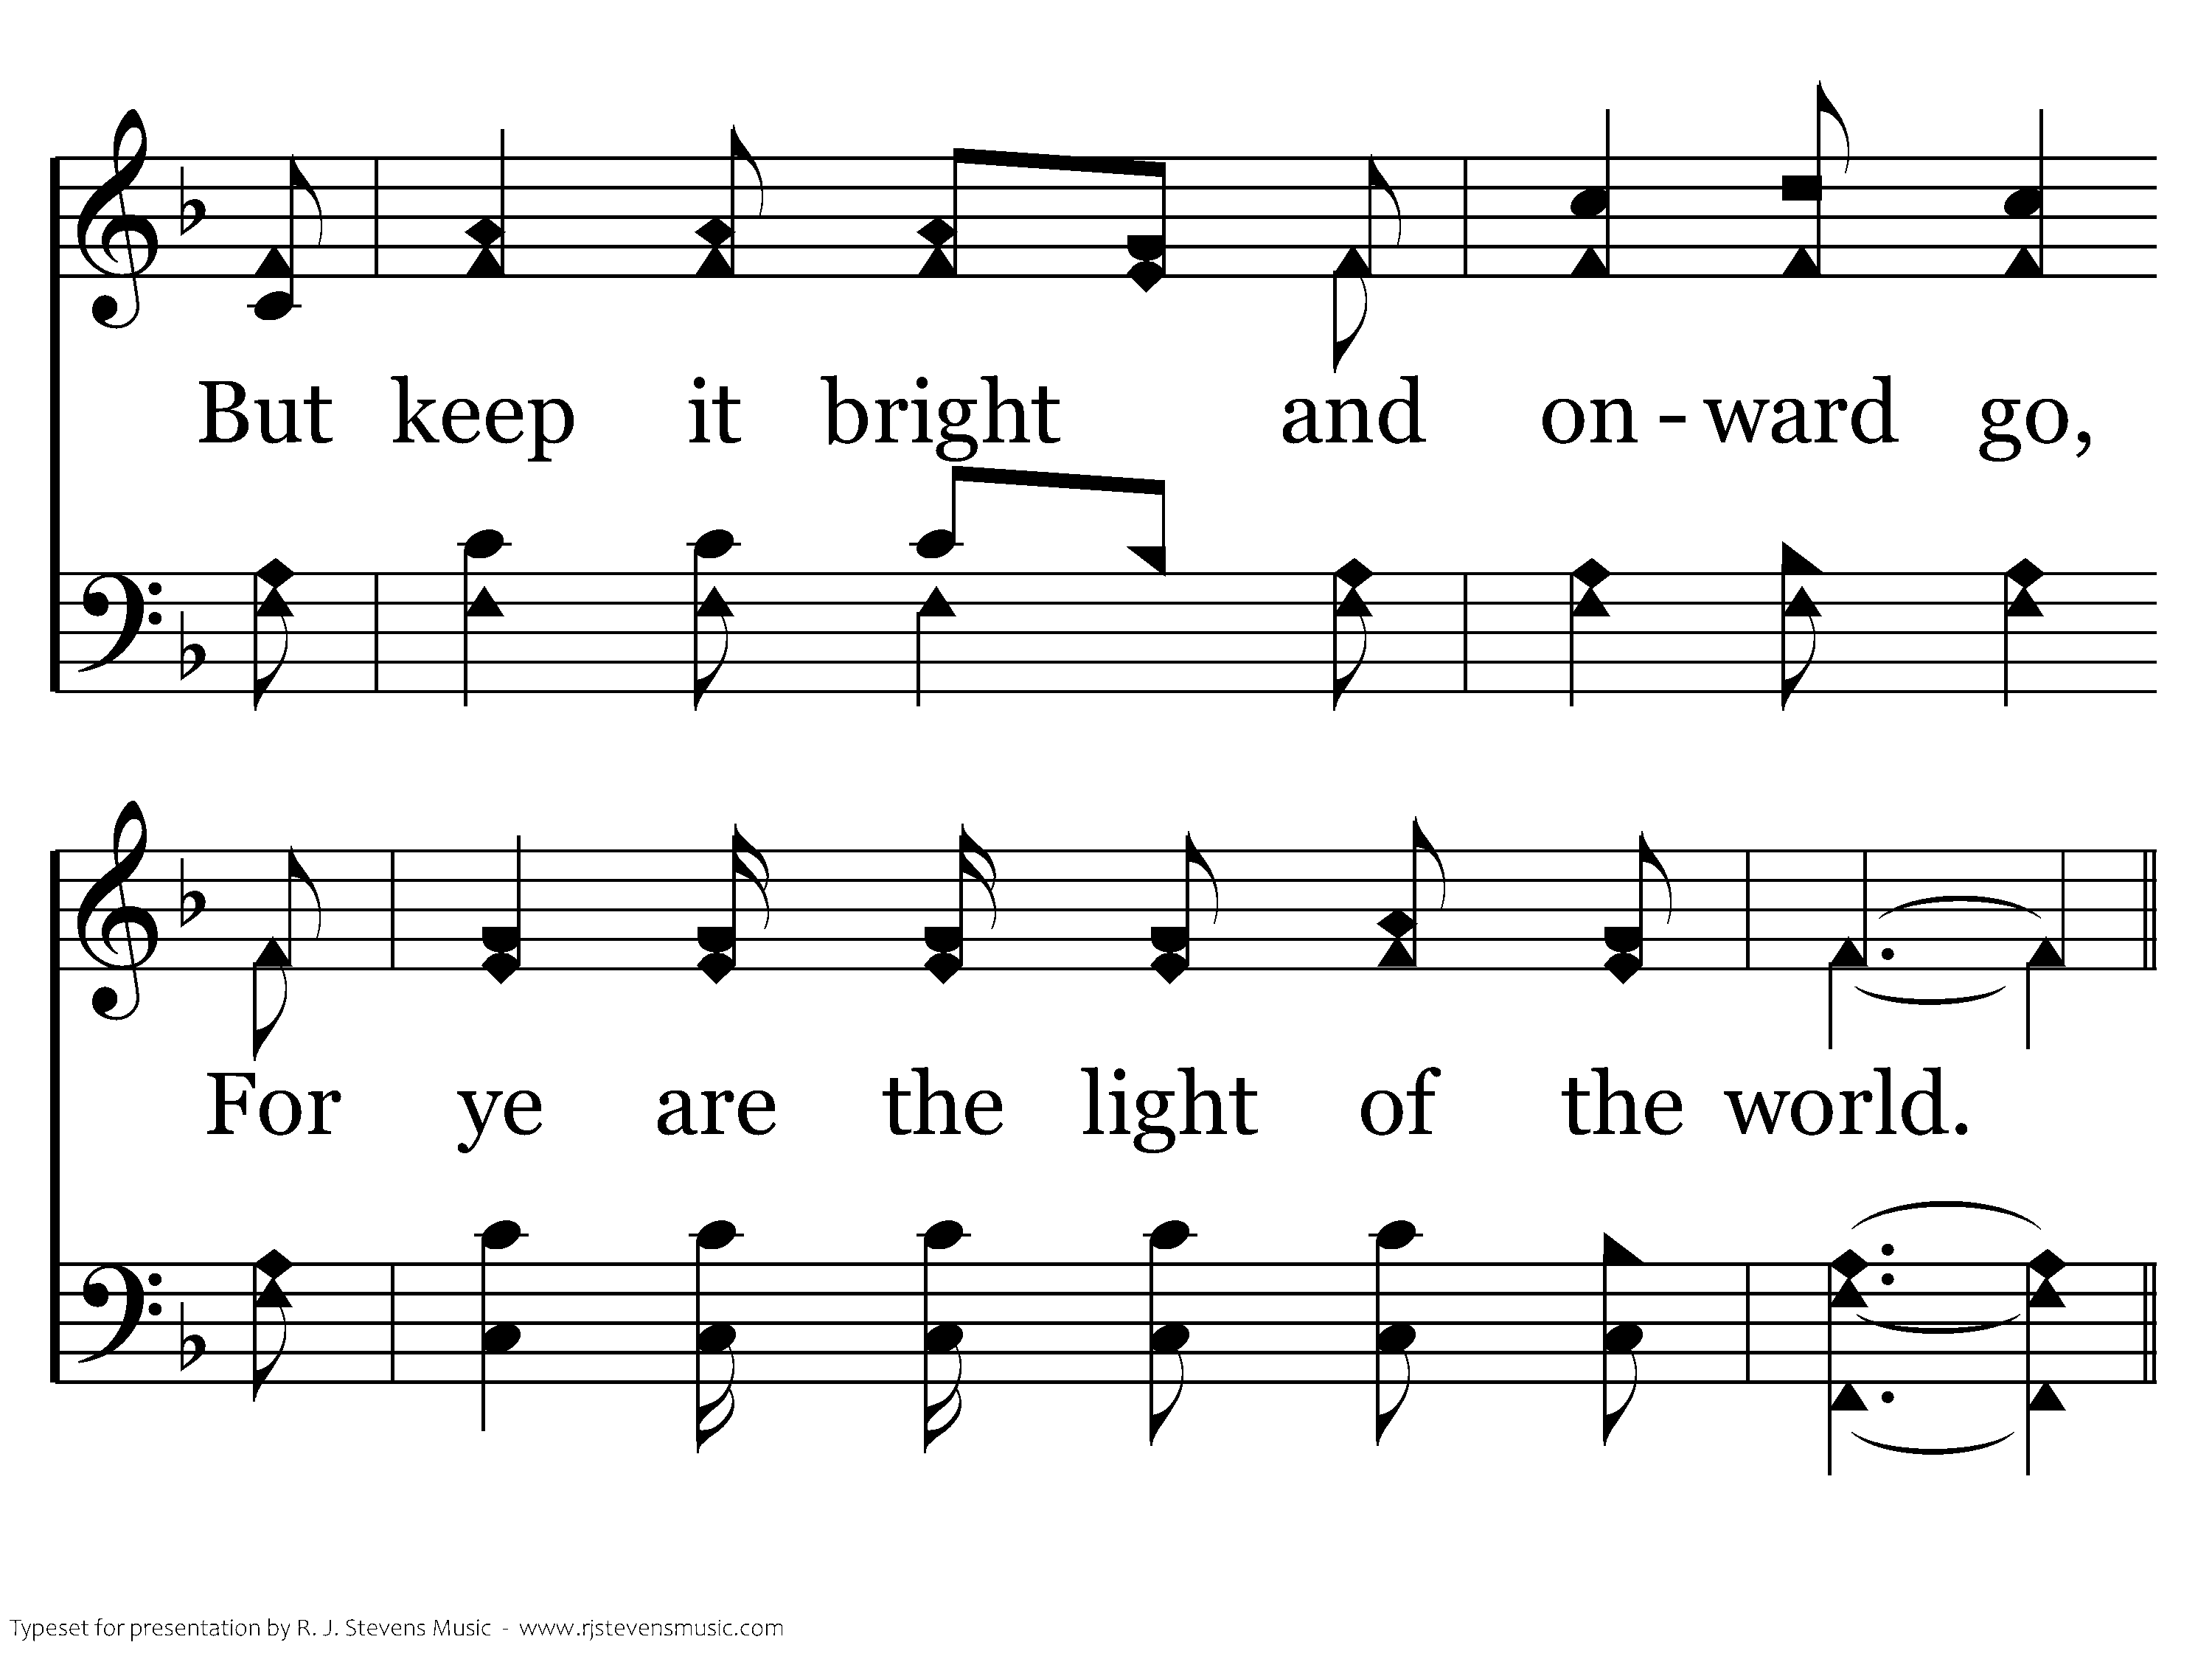 But keep it bright and on - ward go,
For ye are the light of the world.
Typeset for presentation by R. J. Stevens Music - www.rjstevensmusic.com